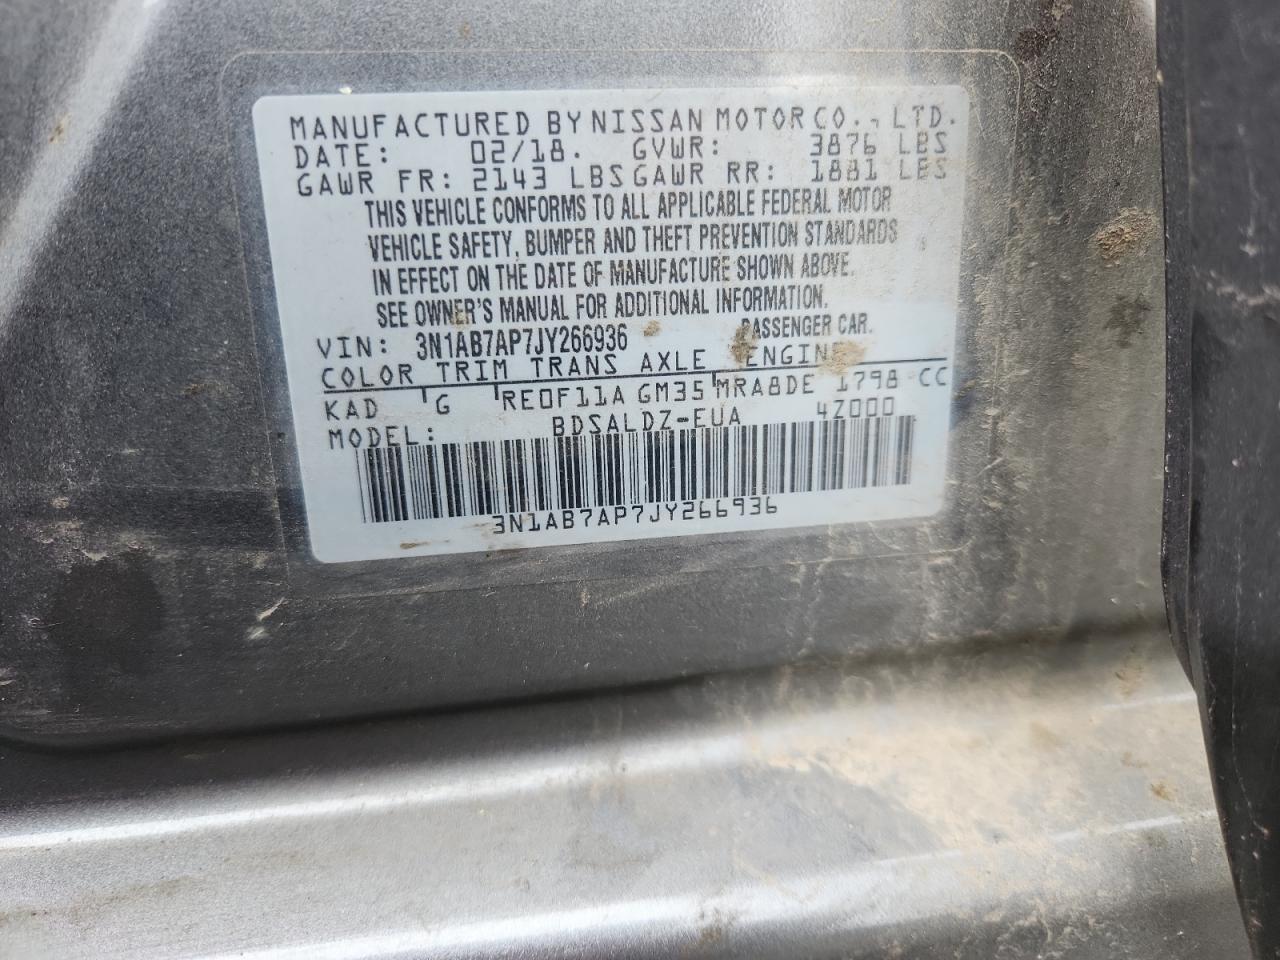 MANUFACTURED BY NISSAN MOTOR CO., LTD.
DATE: 02/18. GVWR: 3876 LBS
GAWR FR: 2143 LBS GAWR RR: 1881 LBS
THIS VEHICLE CONFORMS TO ALL APPLICABLE FEDERAL MOTOR
VEHICLE SAFETY, BUMPER AND THEFT PREVENTION STANDARDS
IN EFFECT ON THE DATE OF MANUFACTURE SHOWN ABOVE.
SEE OWNER'S MANUAL FOR ADDITIONAL INFORMATION.
VIN: 3N1AB7AP7JY266936 PASSENGER CAR.
COLOR TRIM TRANS AXLE ENGINE
KAD G RE0F11A GM35 MRA8DE 1798 CC
MODEL: BDSALDZ-EUA 4Z000
3N1AB7AP7JY266936